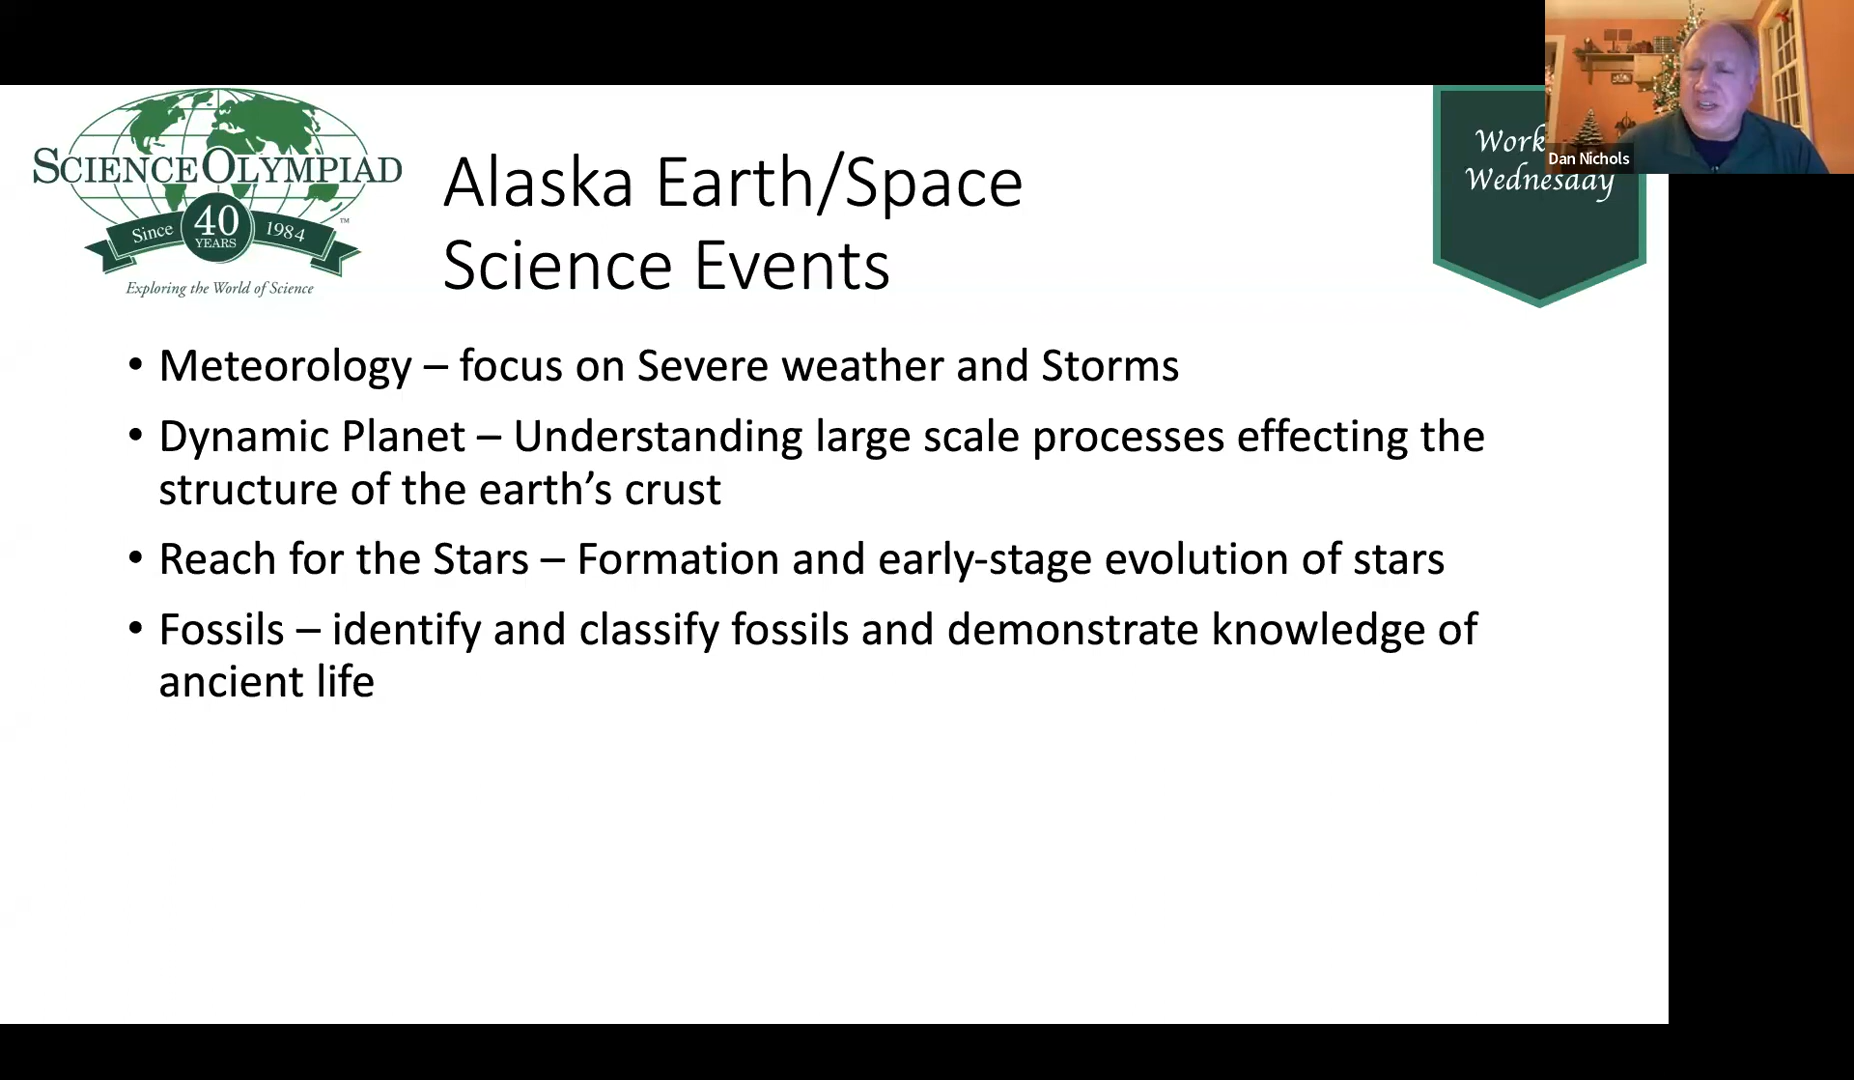 SCIENCE OLYMPIAD
Since 40 YEARS 1984
™
Exploring the World of Science
Alaska Earth/Space
Science Events
Wednesday
Dan Nichols
• Meteorology – focus on Severe weather and Storms
• Dynamic Planet – Understanding large scale processes effecting the
structure of the earth’s crust
• Reach for the Stars – Formation and early-stage evolution of stars
• Fossils – identify and classify fossils and demonstrate knowledge of
ancient life